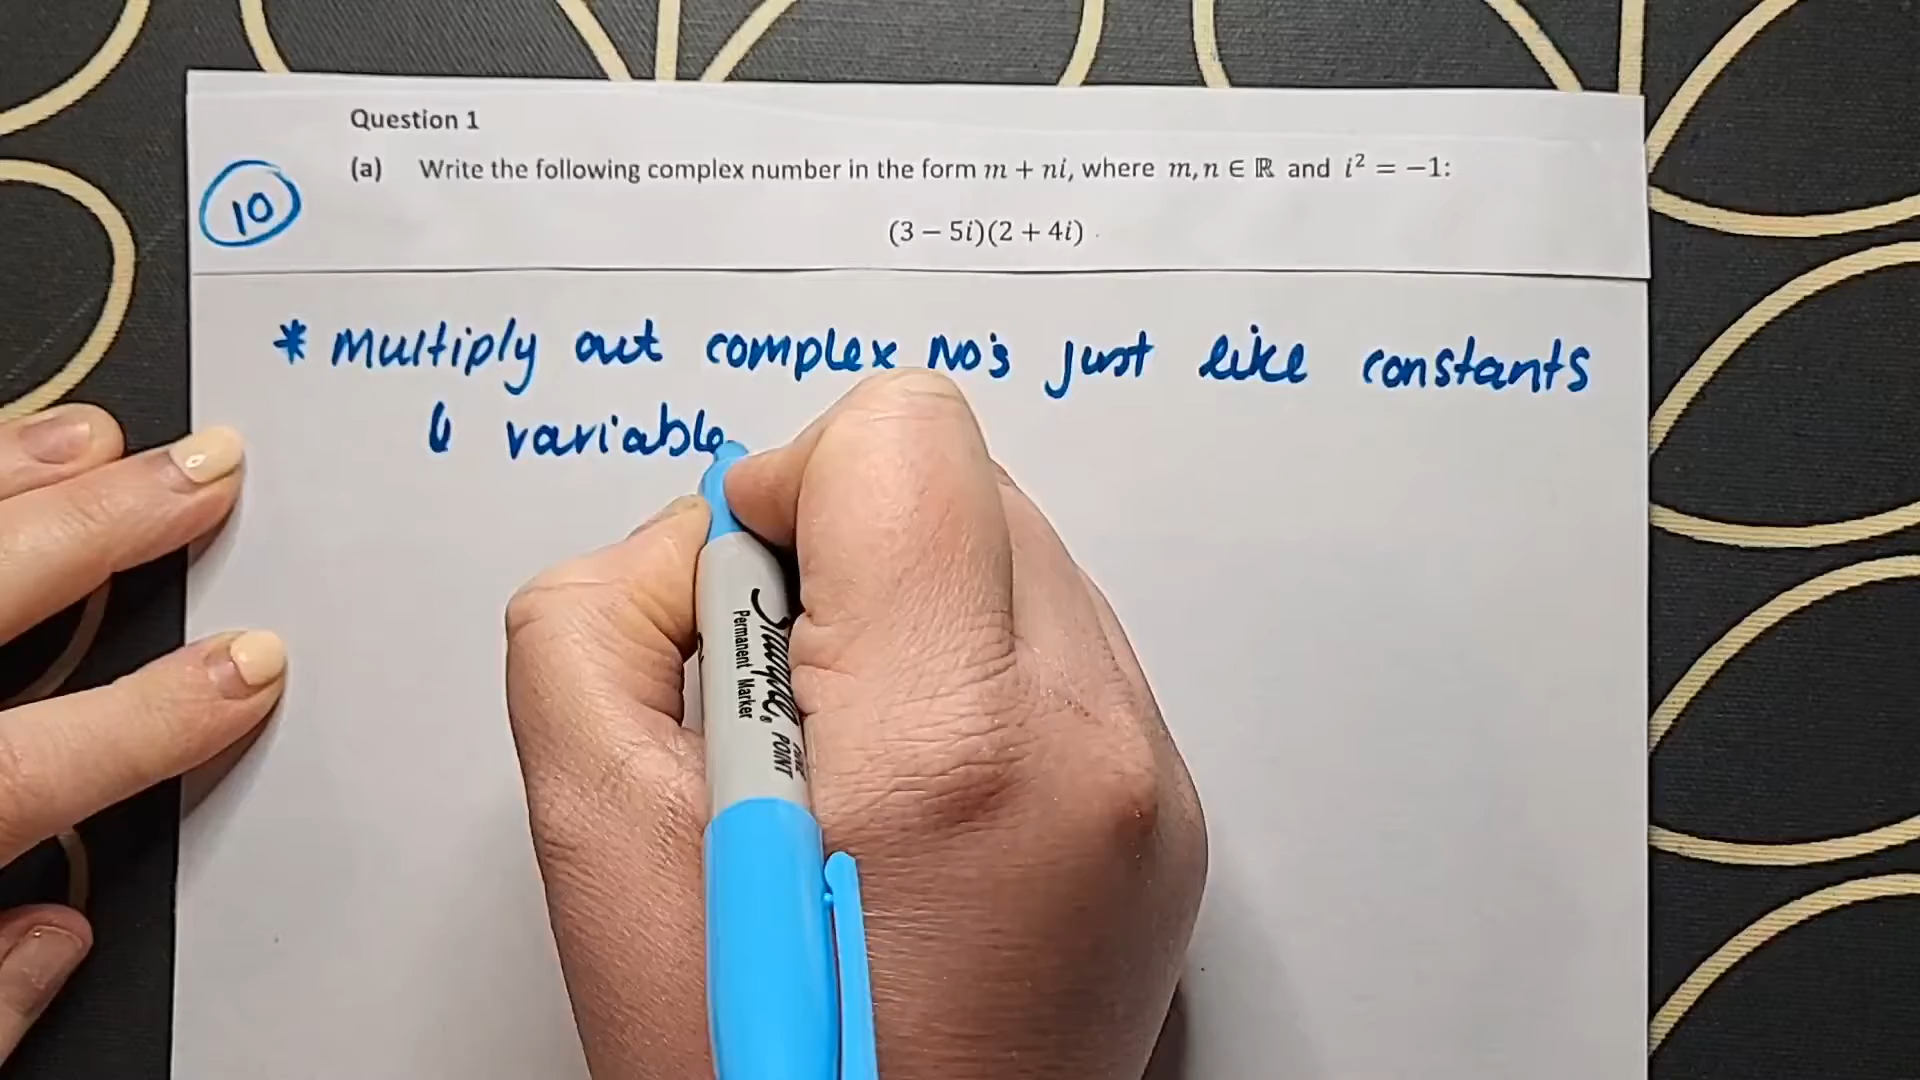 Question 1
(a) Write the following complex number in the form m + ni, where m, n ∈ ℝ and i² = −1:
10
(3 − 5i)(2 + 4i)
* Multiply out complex No's just like constants
& variable
Sharpie.
Permanent Marker
FINE POINT